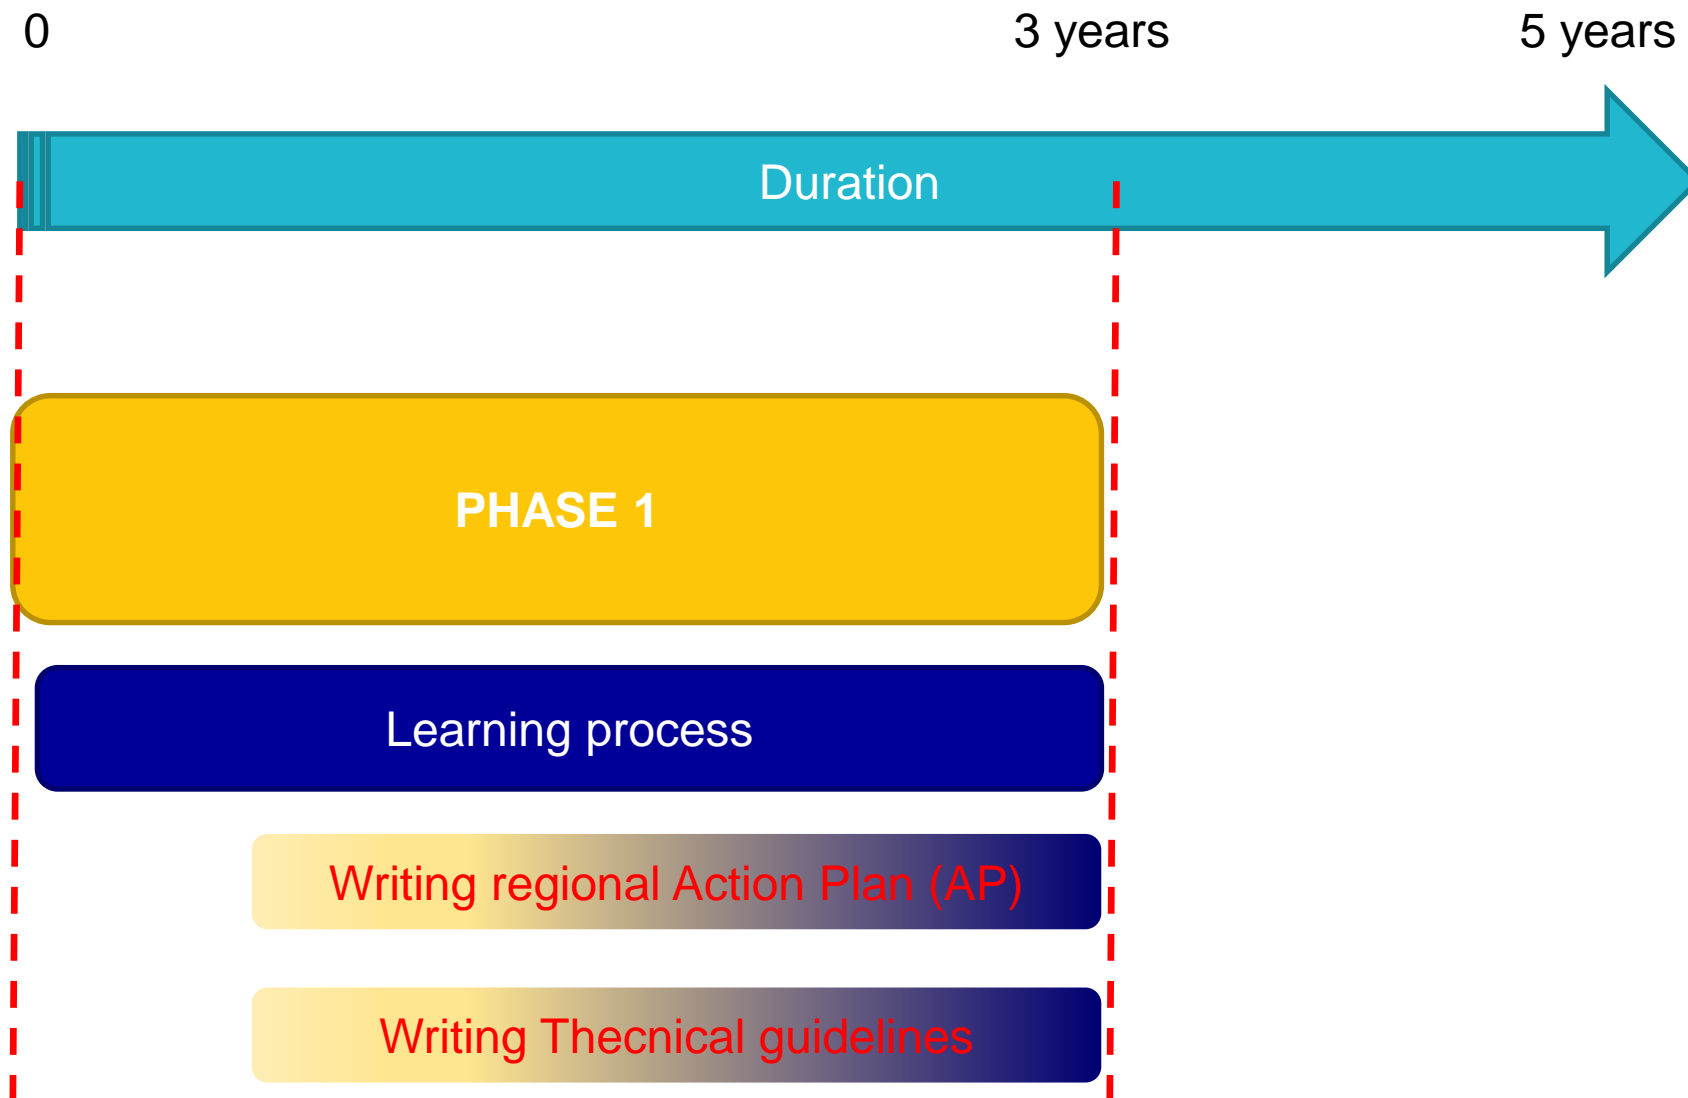 0
3 years
5 years
Duration
PHASE 1
Learning process
Writing regional Action Plan (AP)
Writing Thecnical guidelines